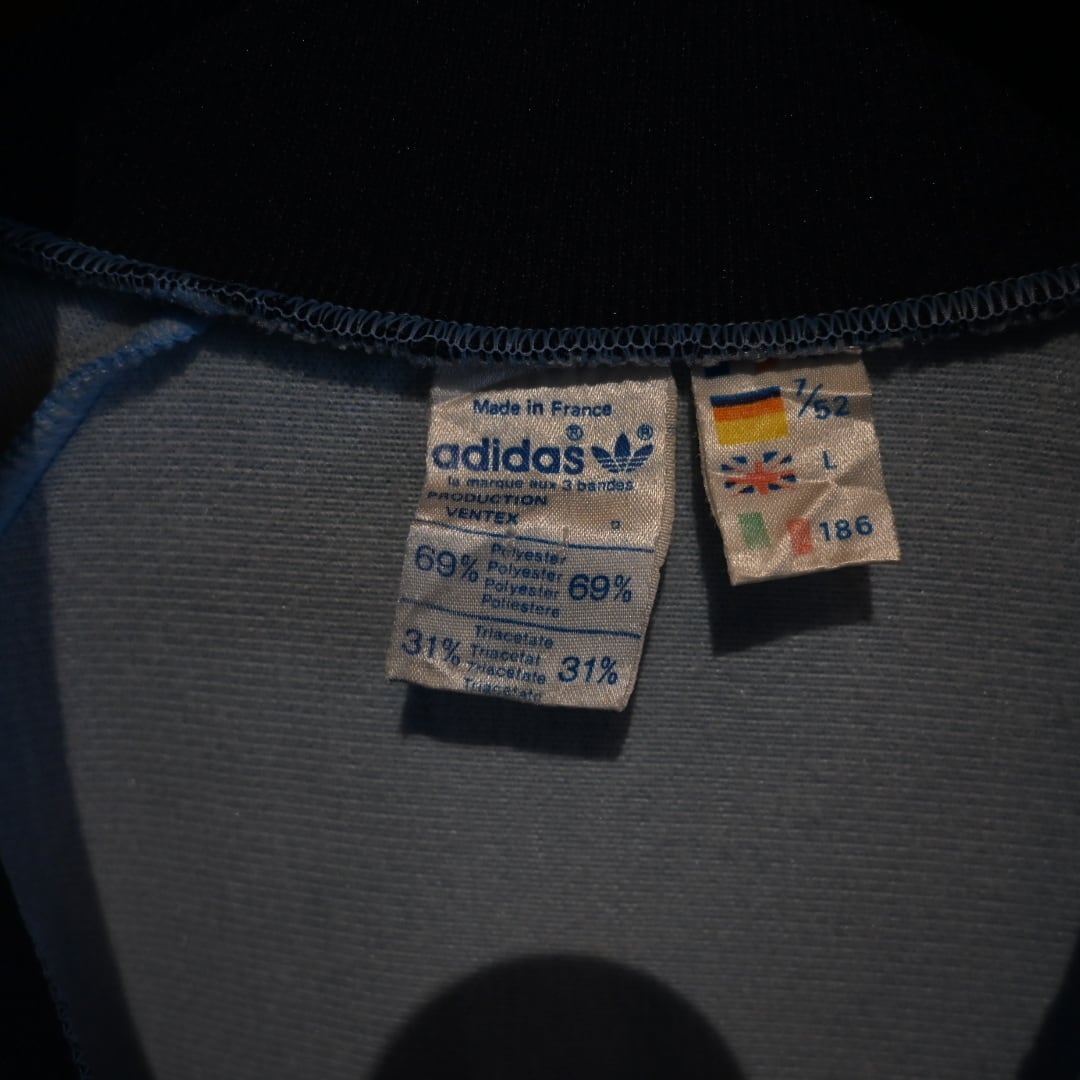 Made in France
adidas®
®
la marque aux 3 bandes
PRODUCTION
VENTEX
69% Polyester 69%
Polyester
Polyester
Poliestere
31% Triacetate 31%
Triacetat
Triacetate
Triacetato
7/52
L
186